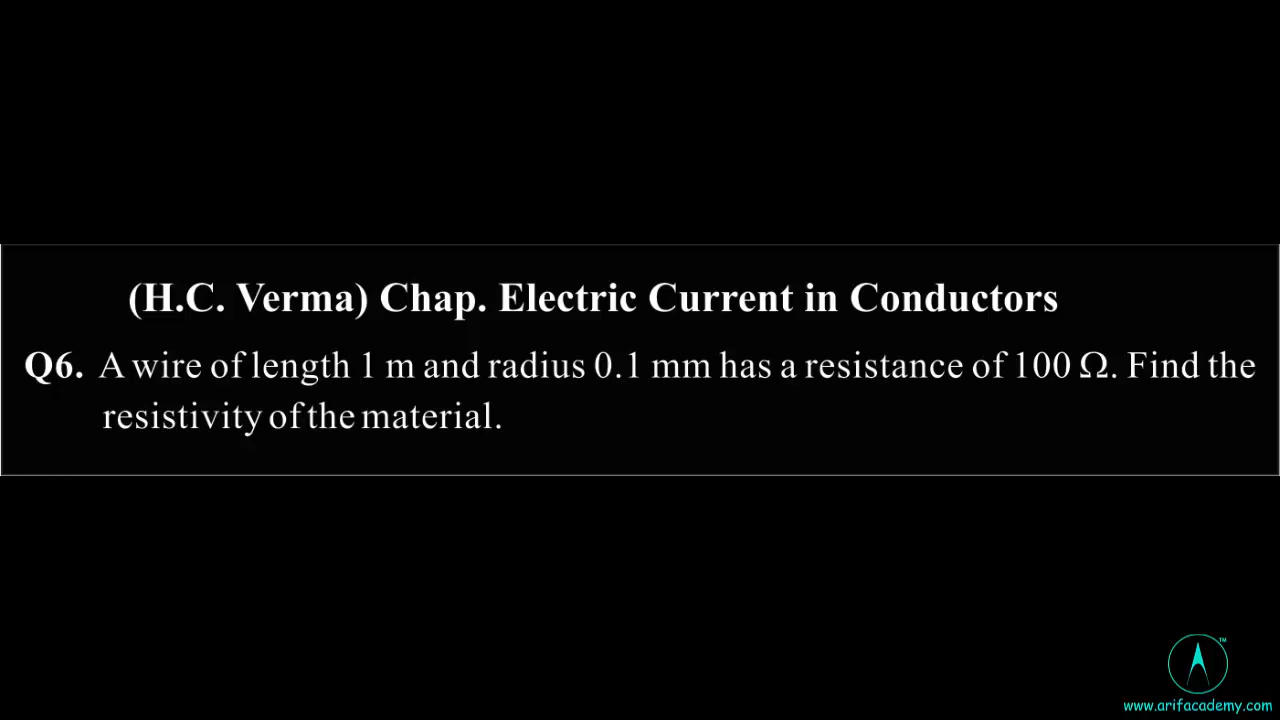 (H.C. Verma) Chap. Electric Current in Conductors
Q6. A wire of length 1 m and radius 0.1 mm has a resistance of 100 Ω. Find the
resistivity of the material.
TM
www.arifacademy.com